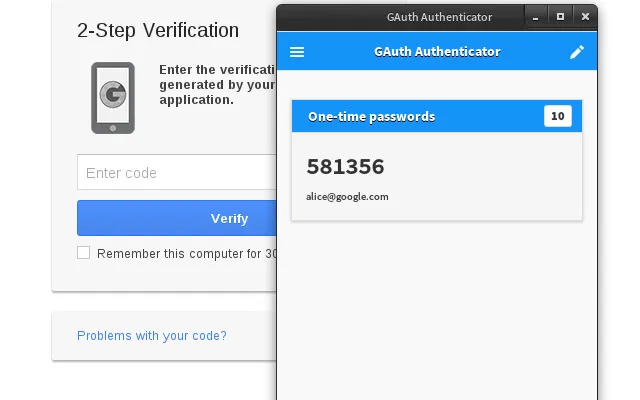 2-Step Verification
Enter the verificati
generated by your
application.
Enter code
Verify
Remember this computer for 30
Problems with your code?
GAuth Authenticator
GAuth Authenticator
One-time passwords 10
581356
alice@google.com